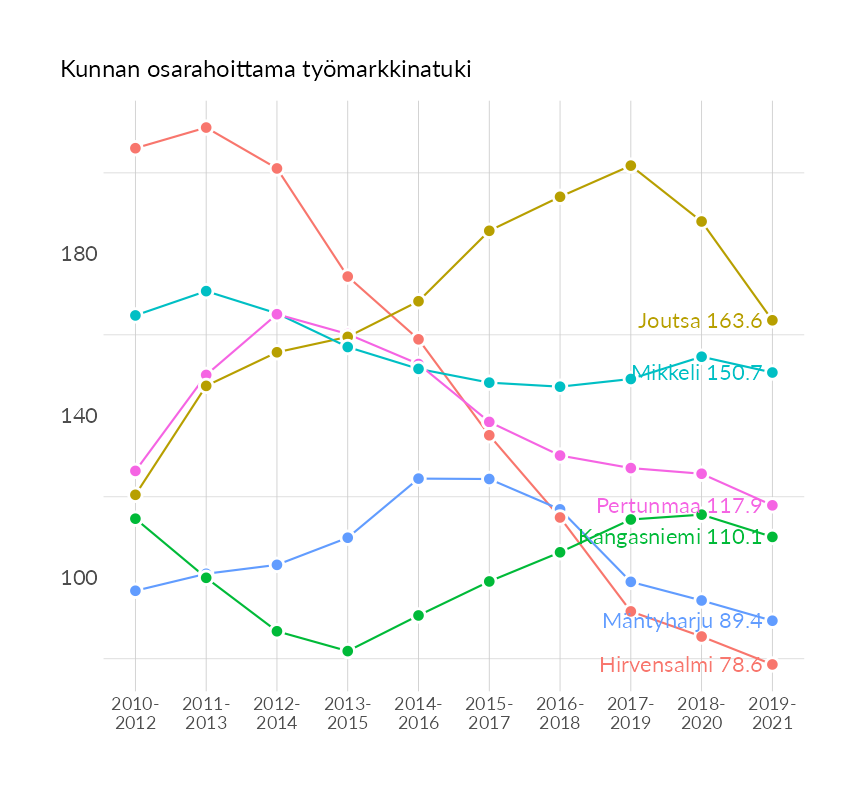 Kunnan osarahoittama työmarkkinatuki
180
140
100
Joutsa 163.6
Mikkeli 150.7
Pertunmaa 117.9
Kangasniemi 110.1
Mäntyharju 89.4
Hirvensalmi 78.6
2010- 2011- 2012- 2013- 2014- 2015- 2016- 2017- 2018- 2019-
2012 2013 2014 2015 2016 2017 2018 2019 2020 2021